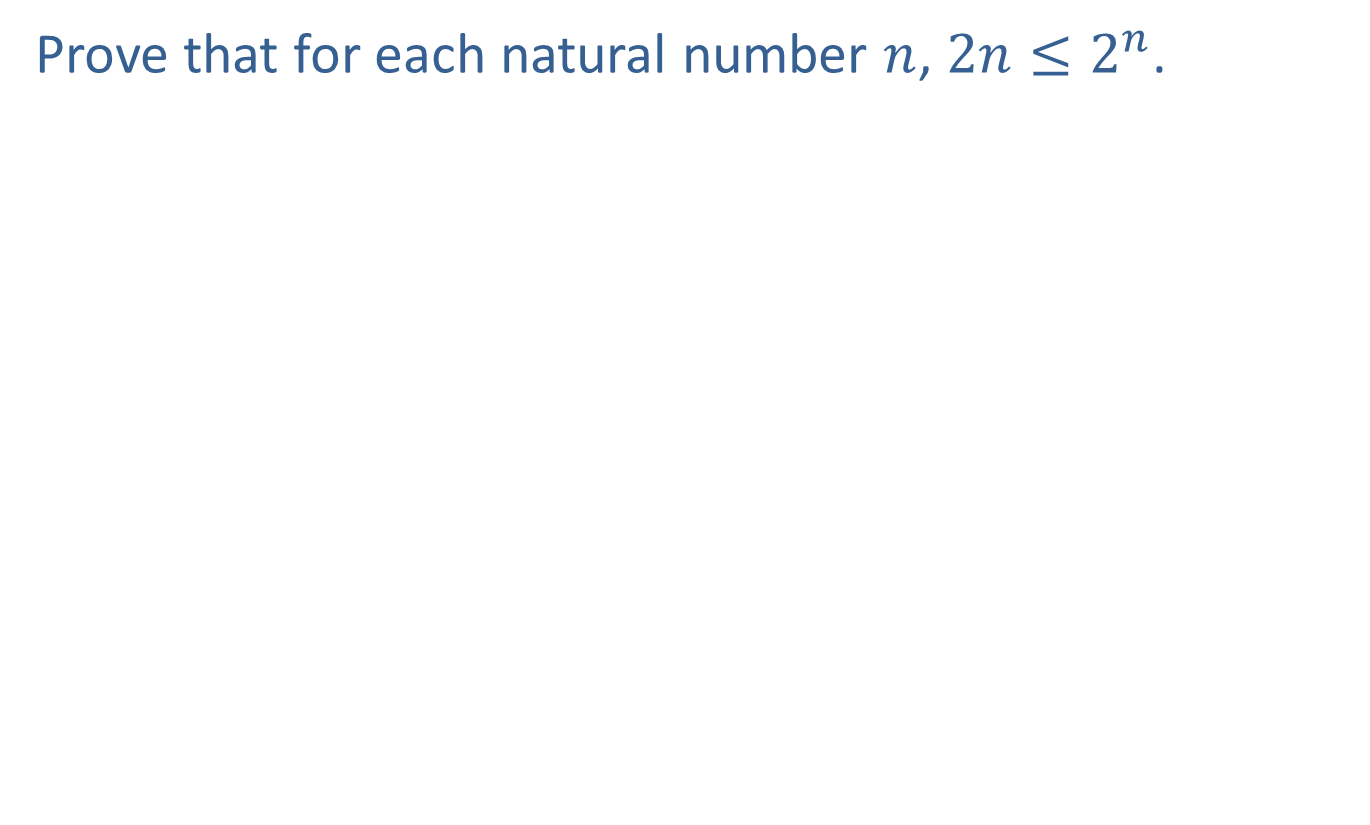 Prove that for each natural number 𝑛, 2𝑛 ≤ 2ⁿ.